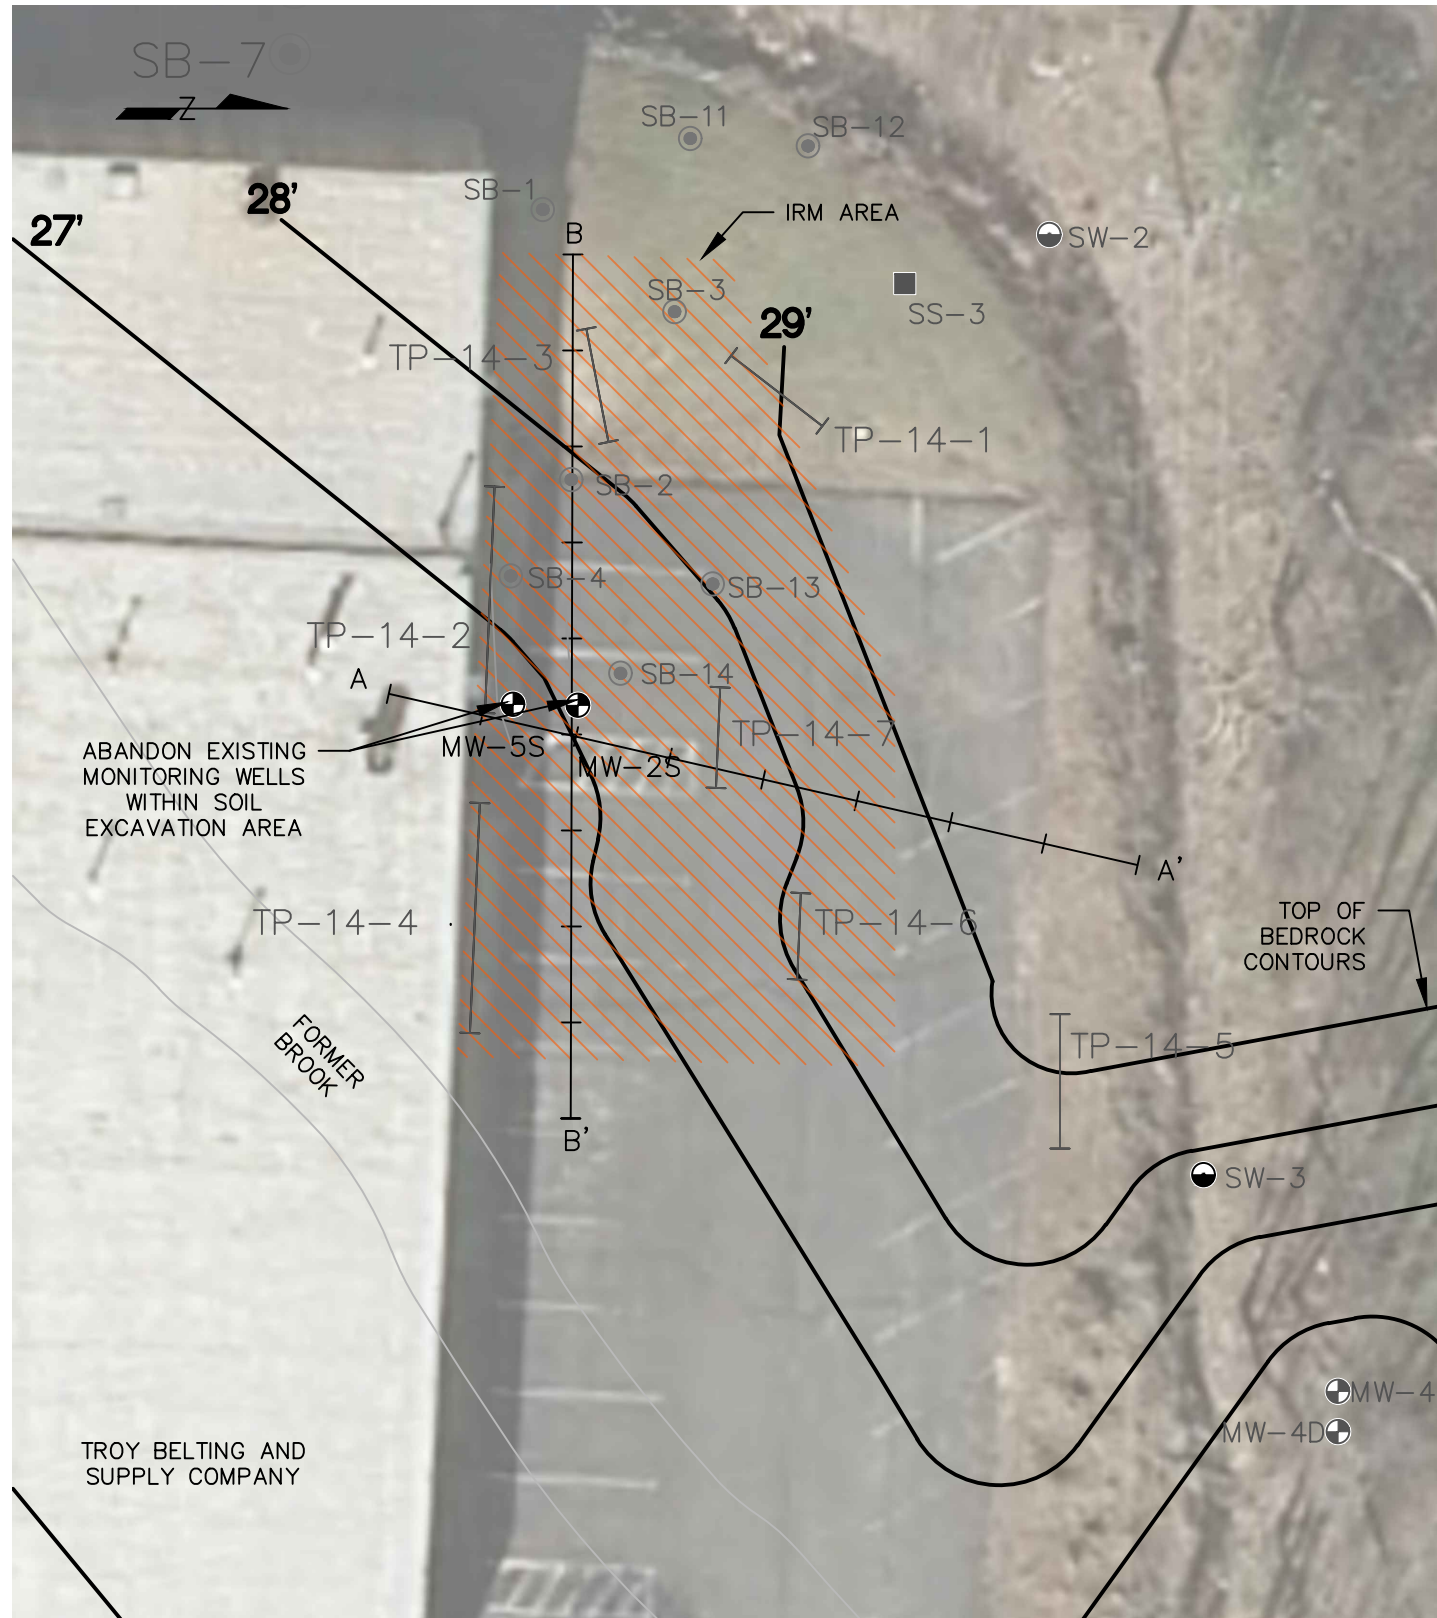 SB-7
Z
SB-11
SB-12
SB-1
28'
27'
B
IRM AREA
SW-2
SB-3
SS-3
29'
TP-14-3
TP-14-1
SB-2
SB-4
SB-13
TP-14-2
SB-14
A
TP-14-7
MW-5S
MW-2S
ABANDON EXISTING
MONITORING WELLS
WITHIN SOIL
EXCAVATION AREA
A'
TP-14-4
TP-14-6
TOP OF
BEDROCK
CONTOURS
FORMER
BROOK
TP-14-5
B'
SW-3
MW-4
MW-4D
TROY BELTING AND
SUPPLY COMPANY